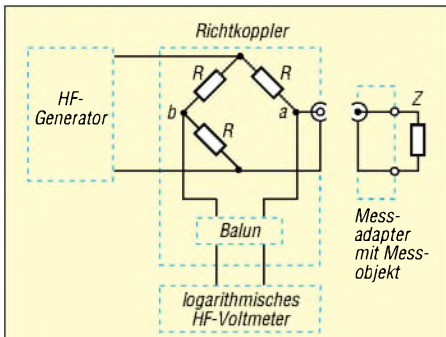 Richtkoppler
HF-
Generator
R
R
b
a
Z
R
Balun
Mess-
adapter
mit Mess-
objekt
logarithmisches
HF-Voltmeter